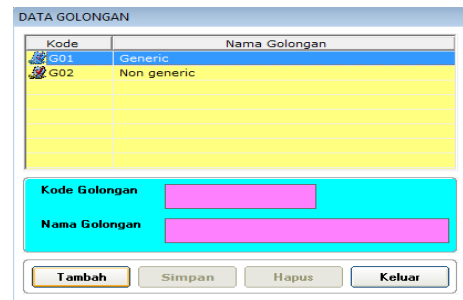 DATA GOLONGAN
Kode Nama Golongan
G01 Generic
G02 Non generic
Kode Golongan
Nama Golongan
Tambah Simpan Hapus Keluar